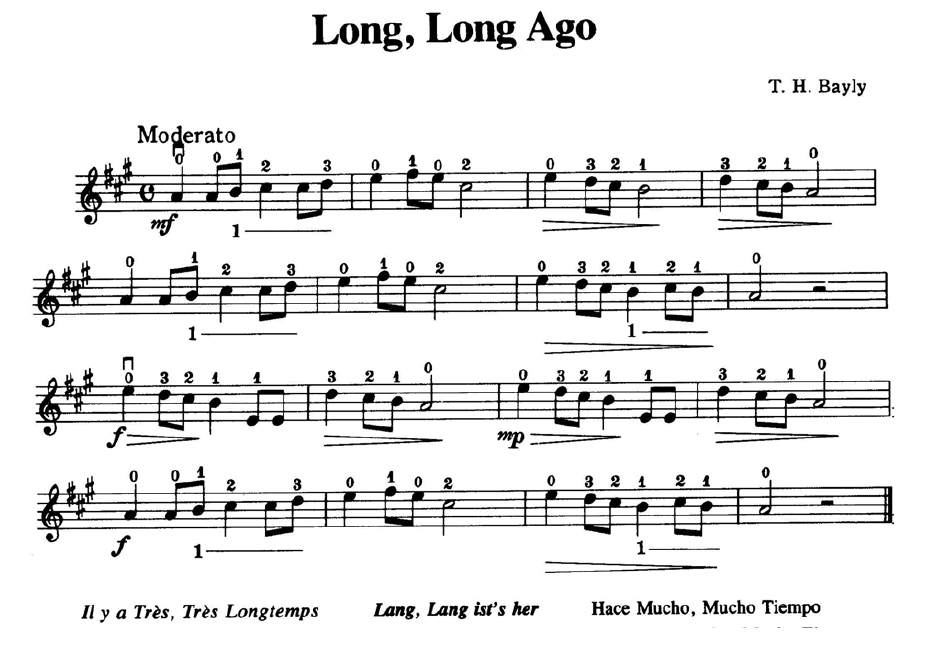 Long, Long Ago
T. H. Bayly
Moderato
0 0 1 2 3 0 1 0 2 0 3 2 1 3 2 1 0
mf
1
0 1 2 3 0 1 0 2 0 3 2 1 2 1 0
1 1
0 3 2 1 1 3 2 1 0 0 3 2 1 1 3 2 1 0
f mp
0 0 1 2 3 0 1 0 2 0 3 2 1 2 1 0
f 1 1
Il y a Très, Très Longtemps Lang, Lang ist's her Hace Mucho, Mucho Tiempo